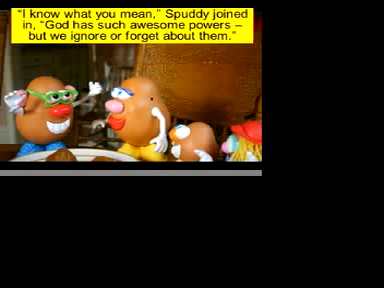 “I know what you mean,” Spuddy joined
in, “God has such awesome powers –
but we ignore or forget about them.”